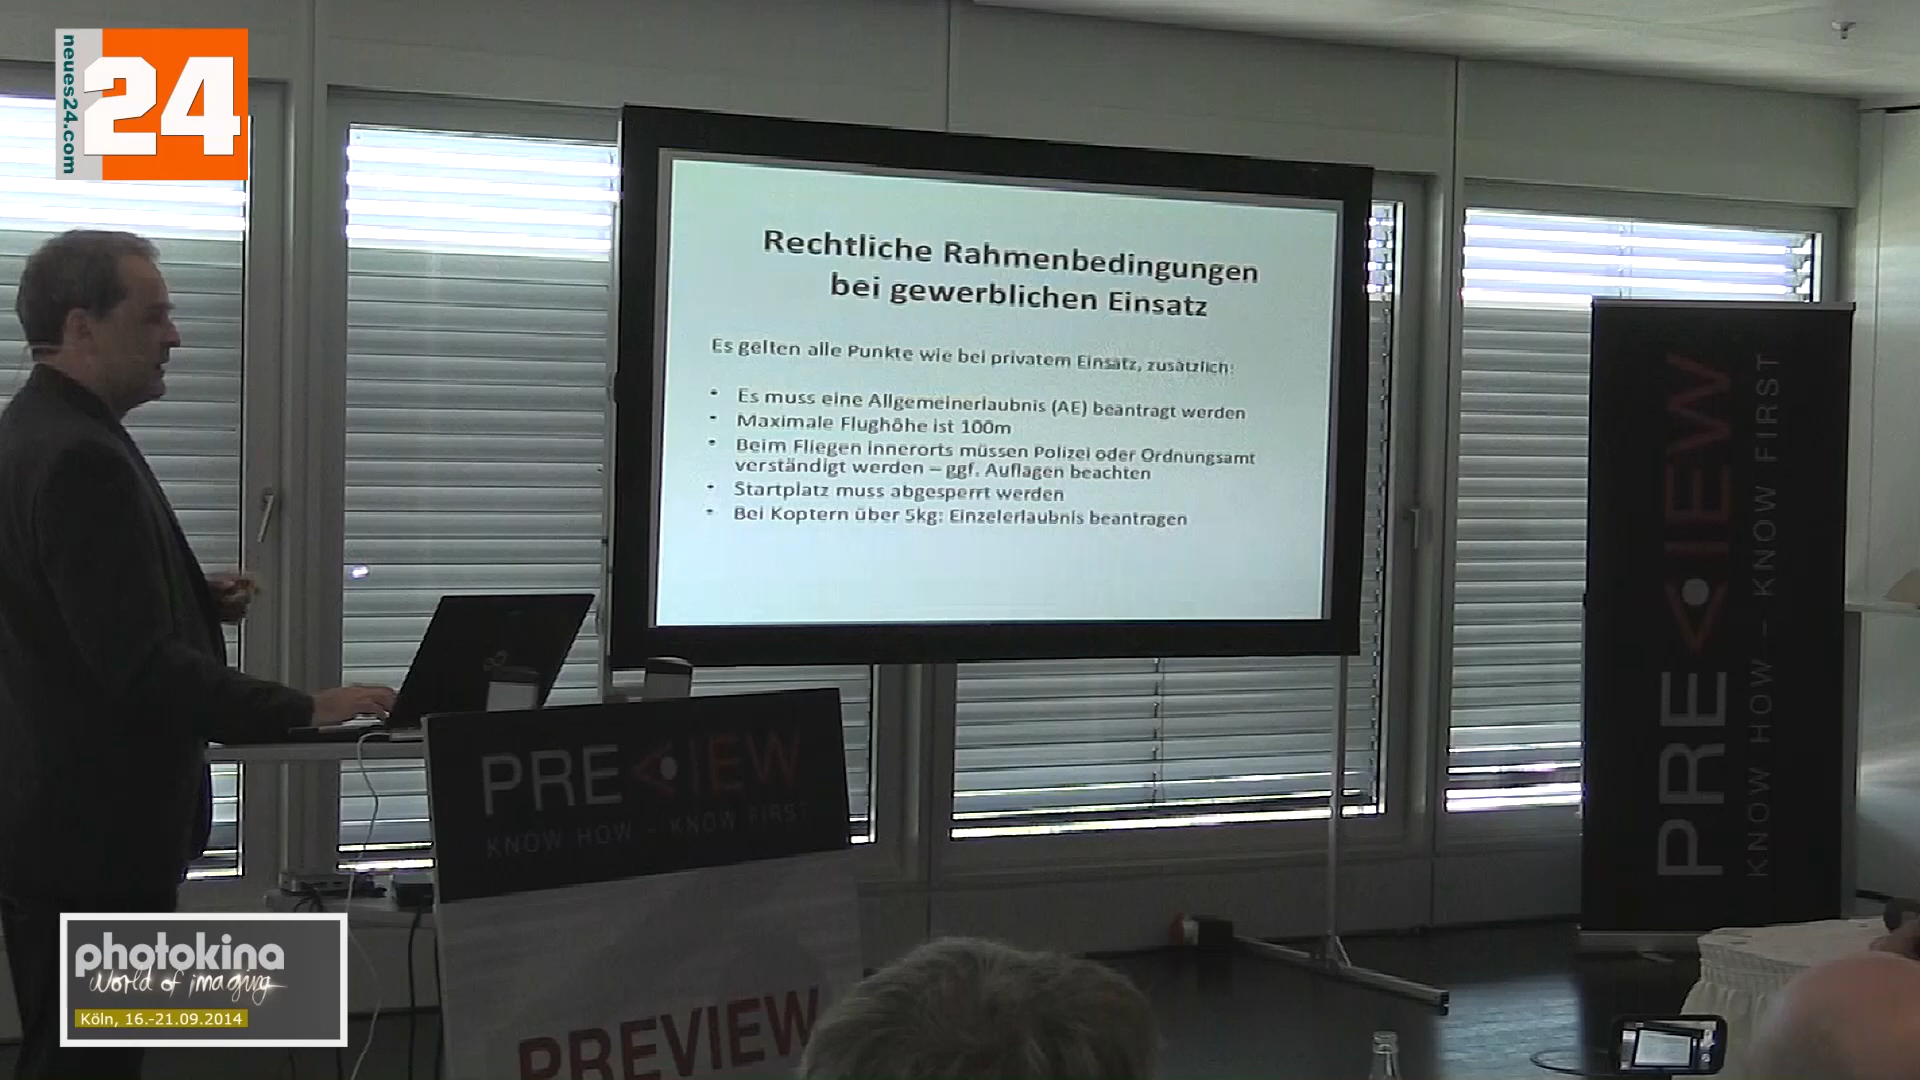 neues24.com
24
Rechtliche Rahmenbedingungen
bei gewerblichen Einsatz
Es gelten alle Punkte wie bei privatem Einsatz, zusätzlich:
• Es muss eine Allgemeinerlaubnis (AE) beantragt werden
• Maximale Flughöhe ist 100m
• Beim Fliegen innerorts müssen Polizei oder Ordnungsamt
verständigt werden – ggf. Auflagen beachten
• Startplatz muss abgesperrt werden
• Bei Koptern über 5kg: Einzelerlaubnis beantragen
PREVIEW
KNOW HOW – KNOW FIRST
PREVIEW
KNOW HOW – KNOW FIRST
PREVIEW
photokina
world of imaging
Köln, 16.-21.09.2014